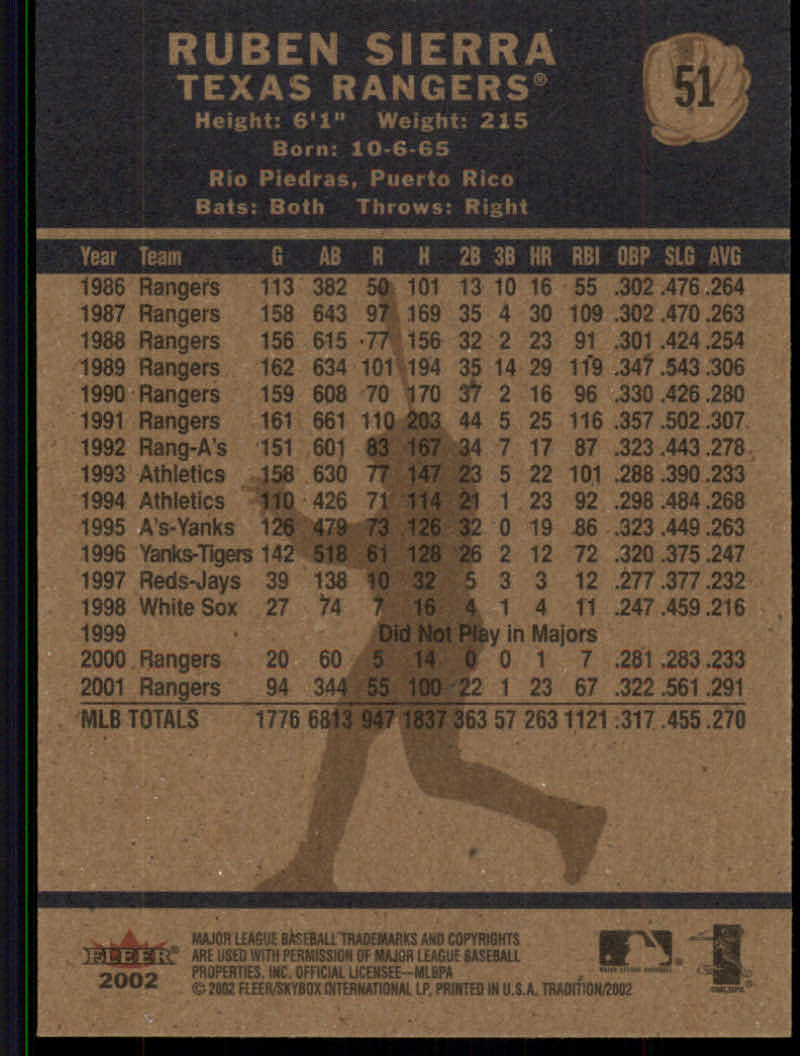 RUBEN SIERRA
TEXAS RANGERS®
51
Height: 6'1" Weight: 215
Born: 10-6-65
Rio Piedras, Puerto Rico
Bats: Both Throws: Right
Year Team G AB R H 2B 3B HR RBI OBP SLG AVG
1986 Rangers 113 382 50 101 13 10 16 55 .302 .476 .264
1987 Rangers 158 643 97 169 35 4 30 109 .302 .470 .263
1988 Rangers 156 615 77 156 32 2 23 91 .301 .424 .254
1989 Rangers 162 634 101 194 35 14 29 119 .347 .543 .306
1990 Rangers 159 608 70 170 37 2 16 96 .330 .426 .280
1991 Rangers 161 661 110 203 44 5 25 116 .357 .502 .307
1992 Rang-A's 151 601 83 167 34 7 17 87 .323 .443 .278
1993 Athletics 158 630 77 147 23 5 22 101 .288 .390 .233
1994 Athletics 110 426 71 114 21 1 23 92 .298 .484 .268
1995 A's-Yanks 126 479 73 126 32 0 19 86 .323 .449 .263
1996 Yanks-Tigers 142 518 61 128 26 2 12 72 .320 .375 .247
1997 Reds-Jays 39 138 10 32 5 3 3 12 .277 .377 .232
1998 White Sox 27 74 7 16 4 1 4 11 .247 .459 .216
1999 Did Not Play in Majors
2000 Rangers 20 60 5 14 0 0 1 7 .281 .283 .233
2001 Rangers 94 344 55 100 22 1 23 67 .322 .561 .291
MLB TOTALS 1776 6813 947 1837 363 57 263 1121 .317 .455 .270
FLEER®
2002
MAJOR LEAGUE BASEBALL TRADEMARKS AND COPYRIGHTS
ARE USED WITH PERMISSION OF MAJOR LEAGUE BASEBALL
PROPERTIES, INC. OFFICIAL LICENSEE—MLBPA
© 2002 FLEER/SKYBOX INTERNATIONAL LP, PRINTED IN U.S.A. TRADITION/2002